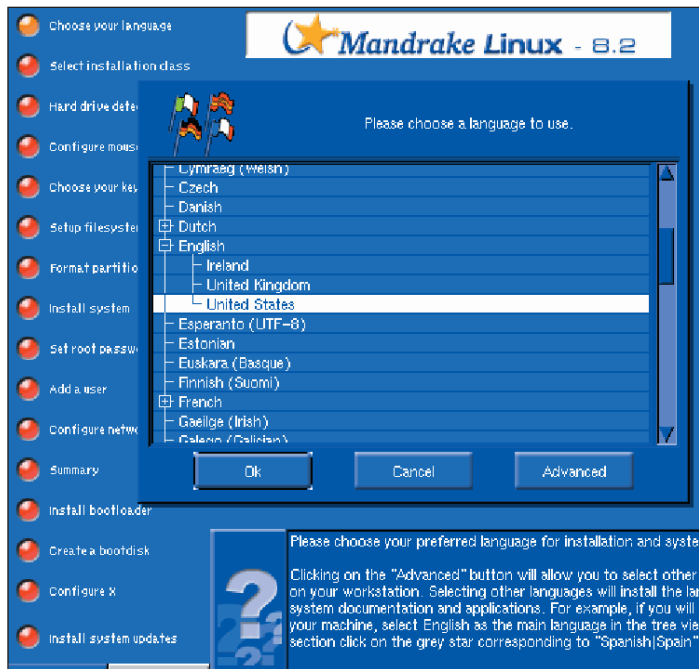 Choose your language
Mandrake Linux - 8.2
Select installation class
Hard drive dete
Configure mous
Choose your key
Setup filesyste
Format partitio
Install system
Set root passw
Add a user
Configure netwo
Summary
Install bootloader
Create a bootdisk
Configure X
Install system updates
Please choose a language to use.
Cymraeg (Welsh)
Czech
Danish
Dutch
English
Ireland
United Kingdom
United States
Esperanto (UTF-8)
Estonian
Euskara (Basque)
Finnish (Suomi)
French
Gaeilge (Irish)
Galego (Galician)
Ok
Cancel
Advanced
Please choose your preferred language for installation and syste
Clicking on the "Advanced" button will allow you to select other
on your workstation. Selecting other languages will install the lan
system documentation and applications. For example, if you will
your machine, select English as the main language in the tree vie
section click on the grey star corresponding to "Spanish|Spain"